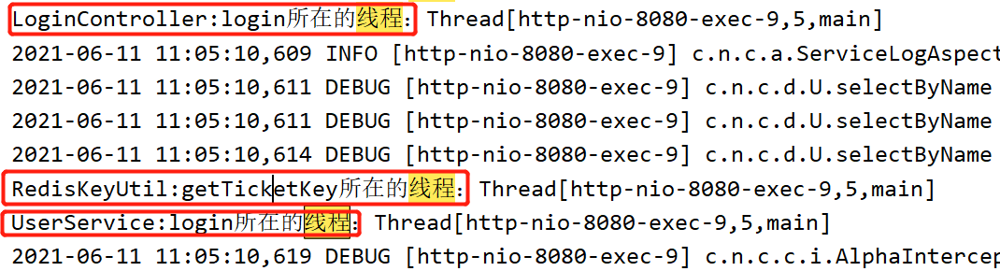 LoginController:login所在的线程：Thread[http-nio-8080-exec-9,5,main]
2021-06-11 11:05:10,609 INFO [http-nio-8080-exec-9] c.n.c.a.ServiceLogAspect
2021-06-11 11:05:10,611 DEBUG [http-nio-8080-exec-9] c.n.c.d.U.selectByName
2021-06-11 11:05:10,611 DEBUG [http-nio-8080-exec-9] c.n.c.d.U.selectByName
2021-06-11 11:05:10,614 DEBUG [http-nio-8080-exec-9] c.n.c.d.U.selectByName
RedisKeyUtil:getTicketKey所在的线程：Thread[http-nio-8080-exec-9,5,main]
UserService:login所在的线程：Thread[http-nio-8080-exec-9,5,main]
2021-06-11 11:05:10,619 DEBUG [http-nio-8080-exec-9] c.n.c.c.i.AlphaIntercep